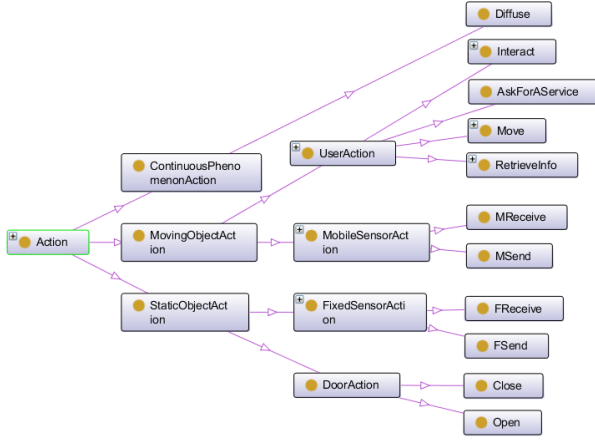 Diffuse
Interact
AskForAService
Move
UserAction
RetrieveInfo
ContinuousPheno
menonAction
MReceive
Action
MovingObjectAct
ion
MobileSensorAct
ion
MSend
StaticObjectAct
ion
FixedSensorActi
on
FReceive
FSend
DoorAction
Close
Open